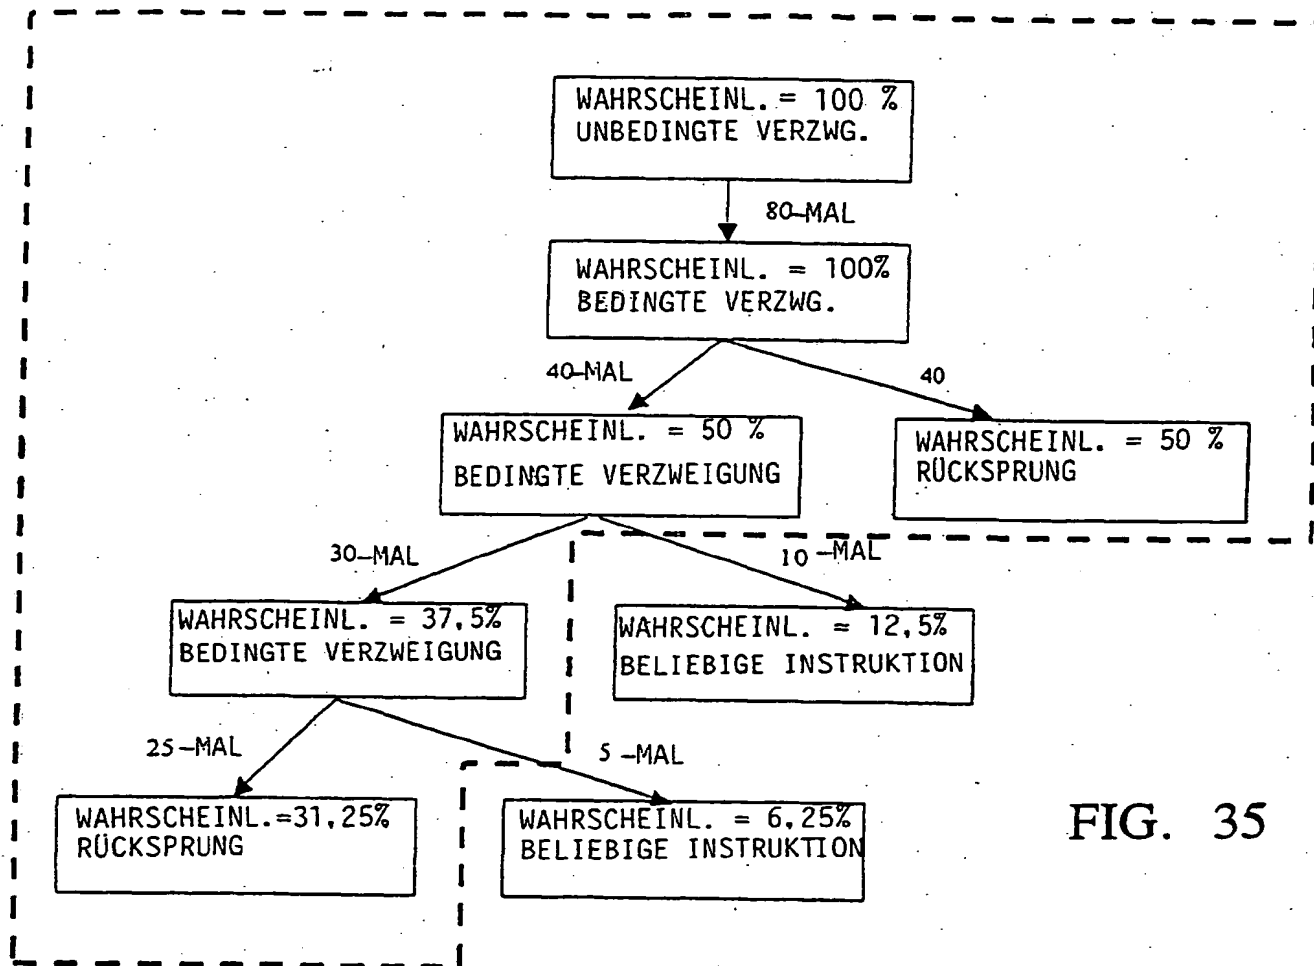 WAHRSCHEINL. = 100 %
UNBEDINGTE VERZWG.
80-MAL
WAHRSCHEINL. = 100%
BEDINGTE VERZWG.
40-MAL
40
WAHRSCHEINL. = 50 %
BEDINGTE VERZWEIGUNG
WAHRSCHEINL. = 50 %
RÜCKSPRUNG
30-MAL
10-MAL
WAHRSCHEINL. = 37,5%
BEDINGTE VERZWEIGUNG
WAHRSCHEINL. = 12,5%
BELIEBIGE INSTRUKTION
25-MAL
5-MAL
WAHRSCHEINL.=31,25%
RÜCKSPRUNG
WAHRSCHEINL. = 6,25%
BELIEBIGE INSTRUKTION
FIG. 35